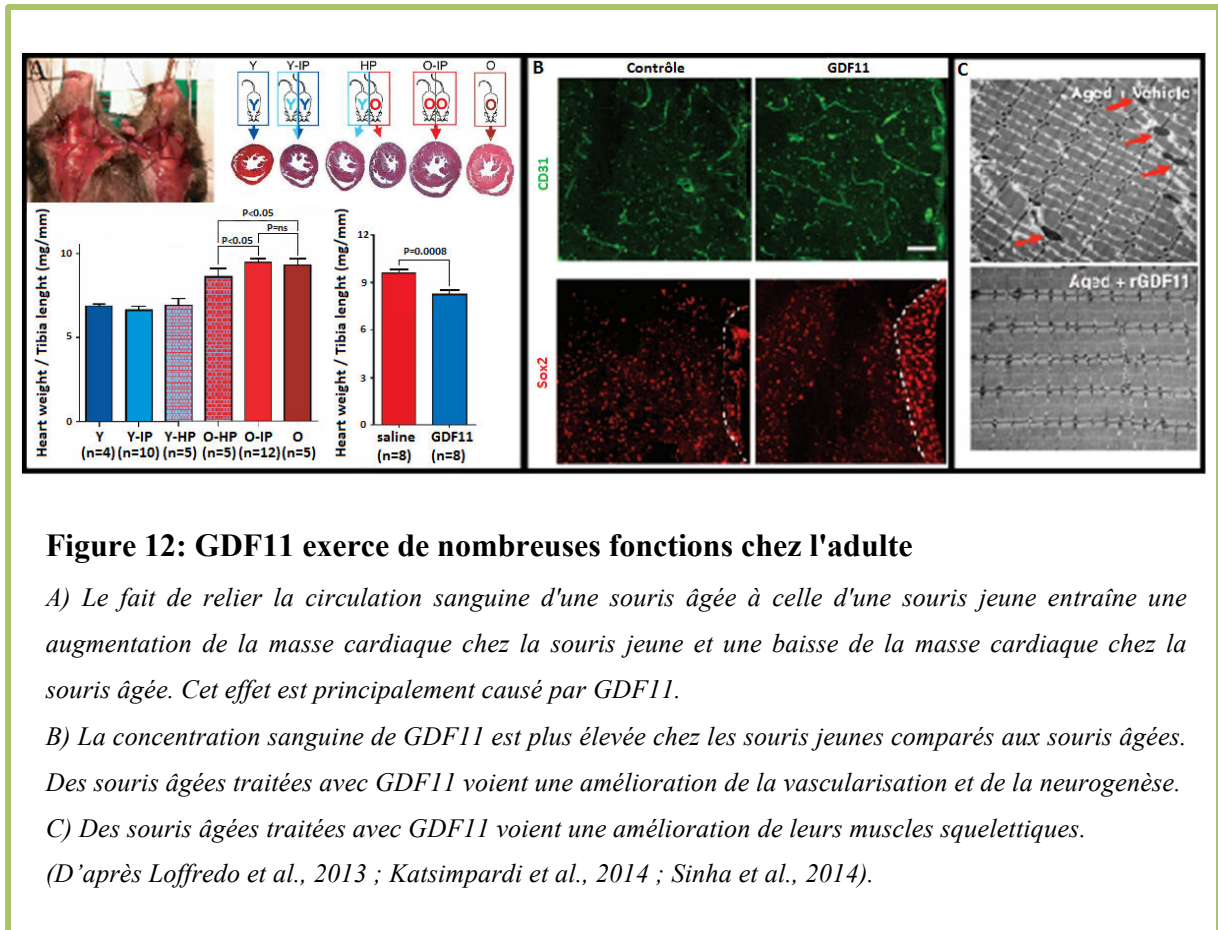 A
Y Y-IP HP O-IP O
Y Y Y Y O O O O
P<0.05
P<0.05
P=ns
10
5
0
Heart weight / Tibia lenght (mg/mm)
Y Y-IP Y-HP O-HP O-IP O
(n=4) (n=10) (n=5) (n=5) (n=12) (n=5)
12
9
6
3
0
P=0.0008
Heart weight / Tibia lenght (mg/mm)
saline GDF11
(n=8) (n=8)
B
Contrôle GDF11
CD31
Sox2
C
Aged + Vehicle
Aged + rGDF11
Figure 12: GDF11 exerce de nombreuses fonctions chez l'adulte
A) Le fait de relier la circulation sanguine d'une souris âgée à celle d'une souris jeune entraîne une
augmentation de la masse cardiaque chez la souris jeune et une baisse de la masse cardiaque chez la
souris âgée. Cet effet est principalement causé par GDF11.
B) La concentration sanguine de GDF11 est plus élevée chez les souris jeunes comparés aux souris âgées.
Des souris âgées traitées avec GDF11 voient une amélioration de la vascularisation et de la neurogenèse.
C) Des souris âgées traitées avec GDF11 voient une amélioration de leurs muscles squelettiques.
(D’après Loffredo et al., 2013 ; Katsimpardi et al., 2014 ; Sinha et al., 2014).